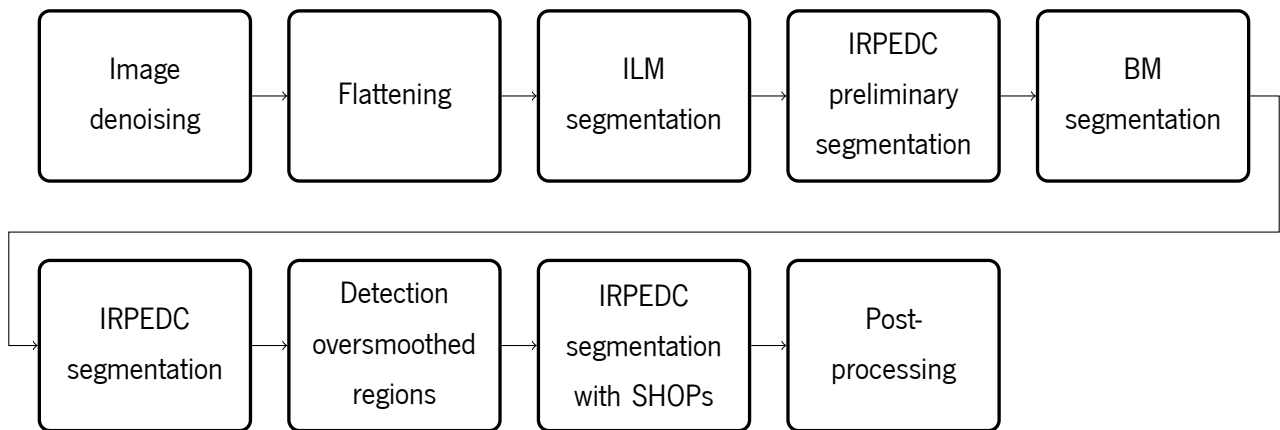 Image
denoising
Flattening
ILM
segmentation
IRPEDC
preliminary
segmentation
BM
segmentation
IRPEDC
segmentation
Detection
oversmoothed
regions
IRPEDC
segmentation
with SHOPs
Post-
processing